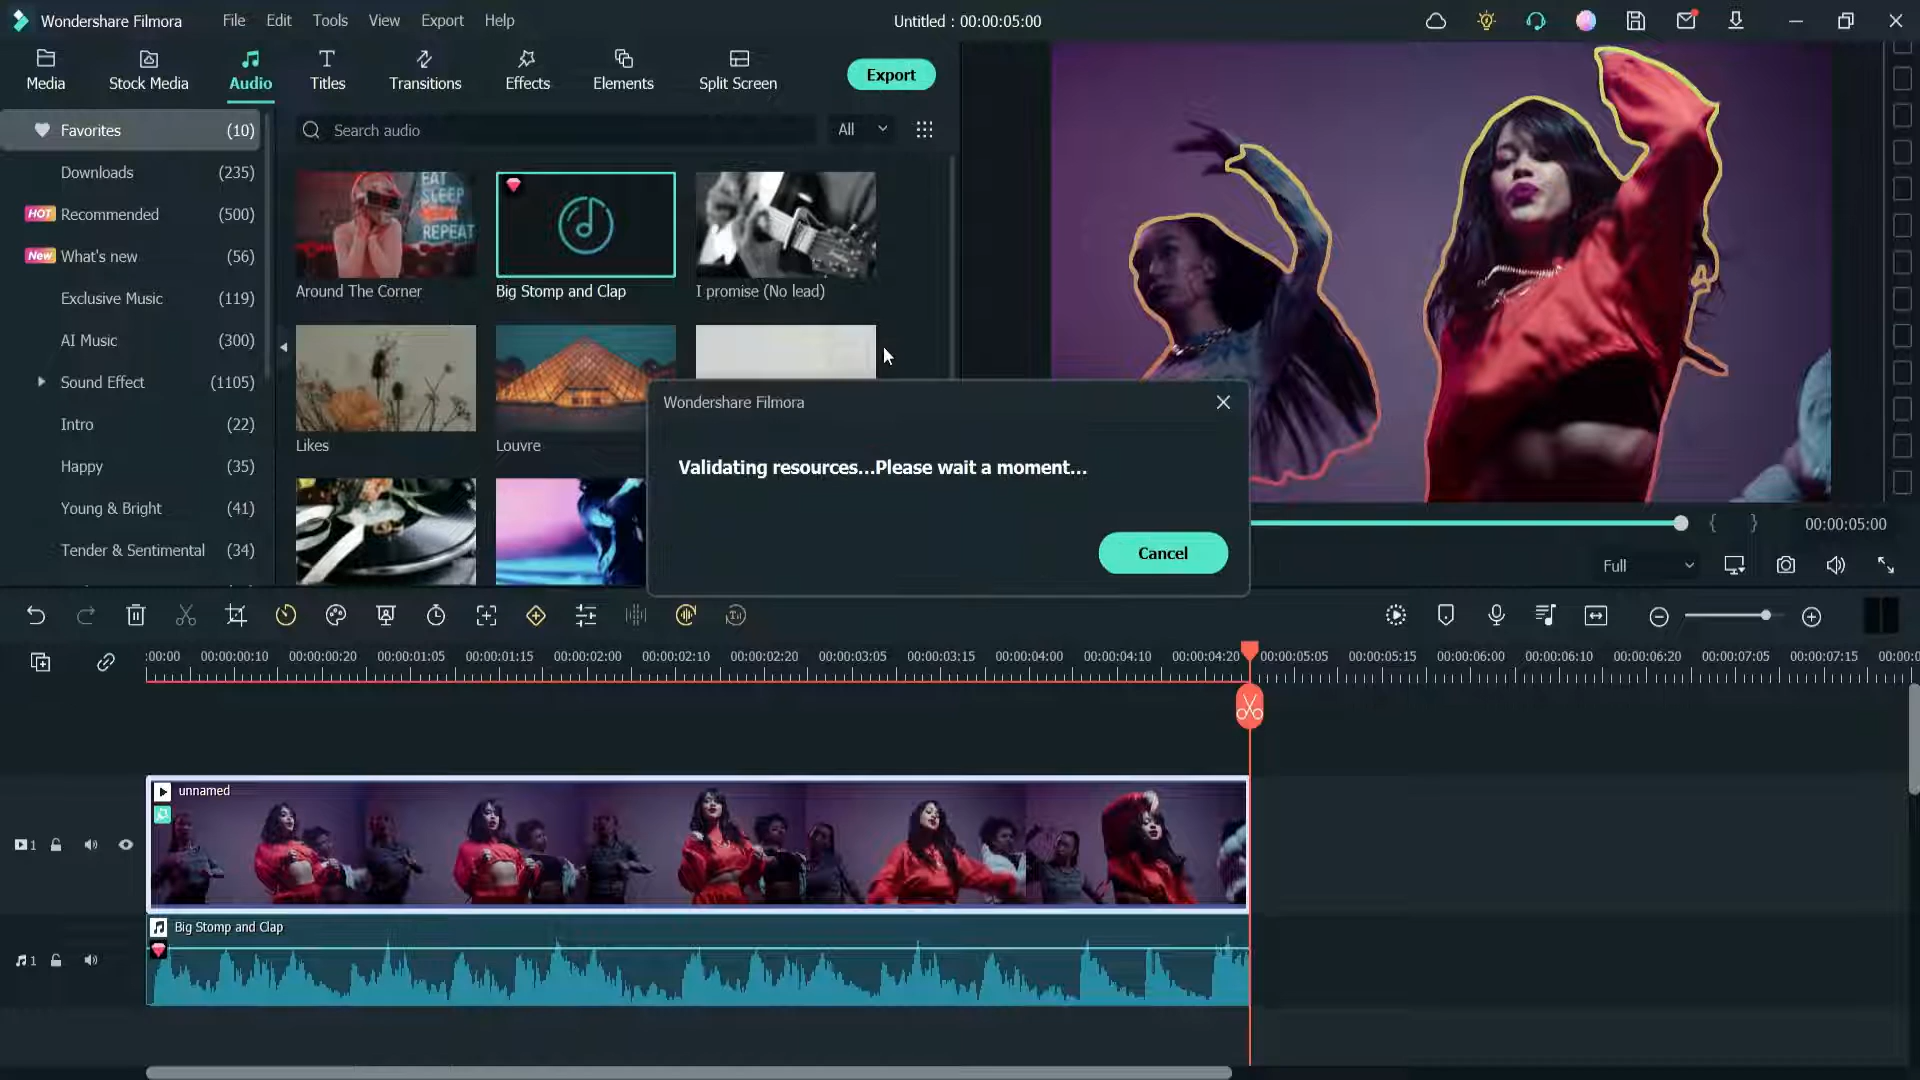 Wondershare Filmora
File Edit Tools View Export Help
Untitled : 00:00:05:00
Media
Stock Media
Audio
Titles
Transitions
Effects
Elements
Split Screen
Export
Favorites (10)
Downloads (235)
HOT Recommended (500)
New What's new (56)
Exclusive Music (119)
AI Music (300)
Sound Effect (1105)
Intro (22)
Happy (35)
Young & Bright (41)
Tender & Sentimental (34)
Search audio
All
EAT
SLEEP
REPEAT
Around The Corner
Big Stomp and Clap
I promise (No lead)
Likes
Louvre
Wondershare Filmora
Validating resources...Please wait a moment...
Cancel
{ } 00:00:05:00
Full
:00:00 00:00:00:10 00:00:00:20 00:00:01:05 00:00:01:15 00:00:02:00 00:00:02:10 00:00:02:20 00:00:03:05 00:00:03:15 00:00:04:00 00:00:04:10 00:00:04:20 00:00:05:05 00:00:05:15 00:00:06:00 00:00:06:10 00:00:06:20 00:00:07:05 00:00:07:15 00:00:0
unnamed
1
Big Stomp and Clap
1